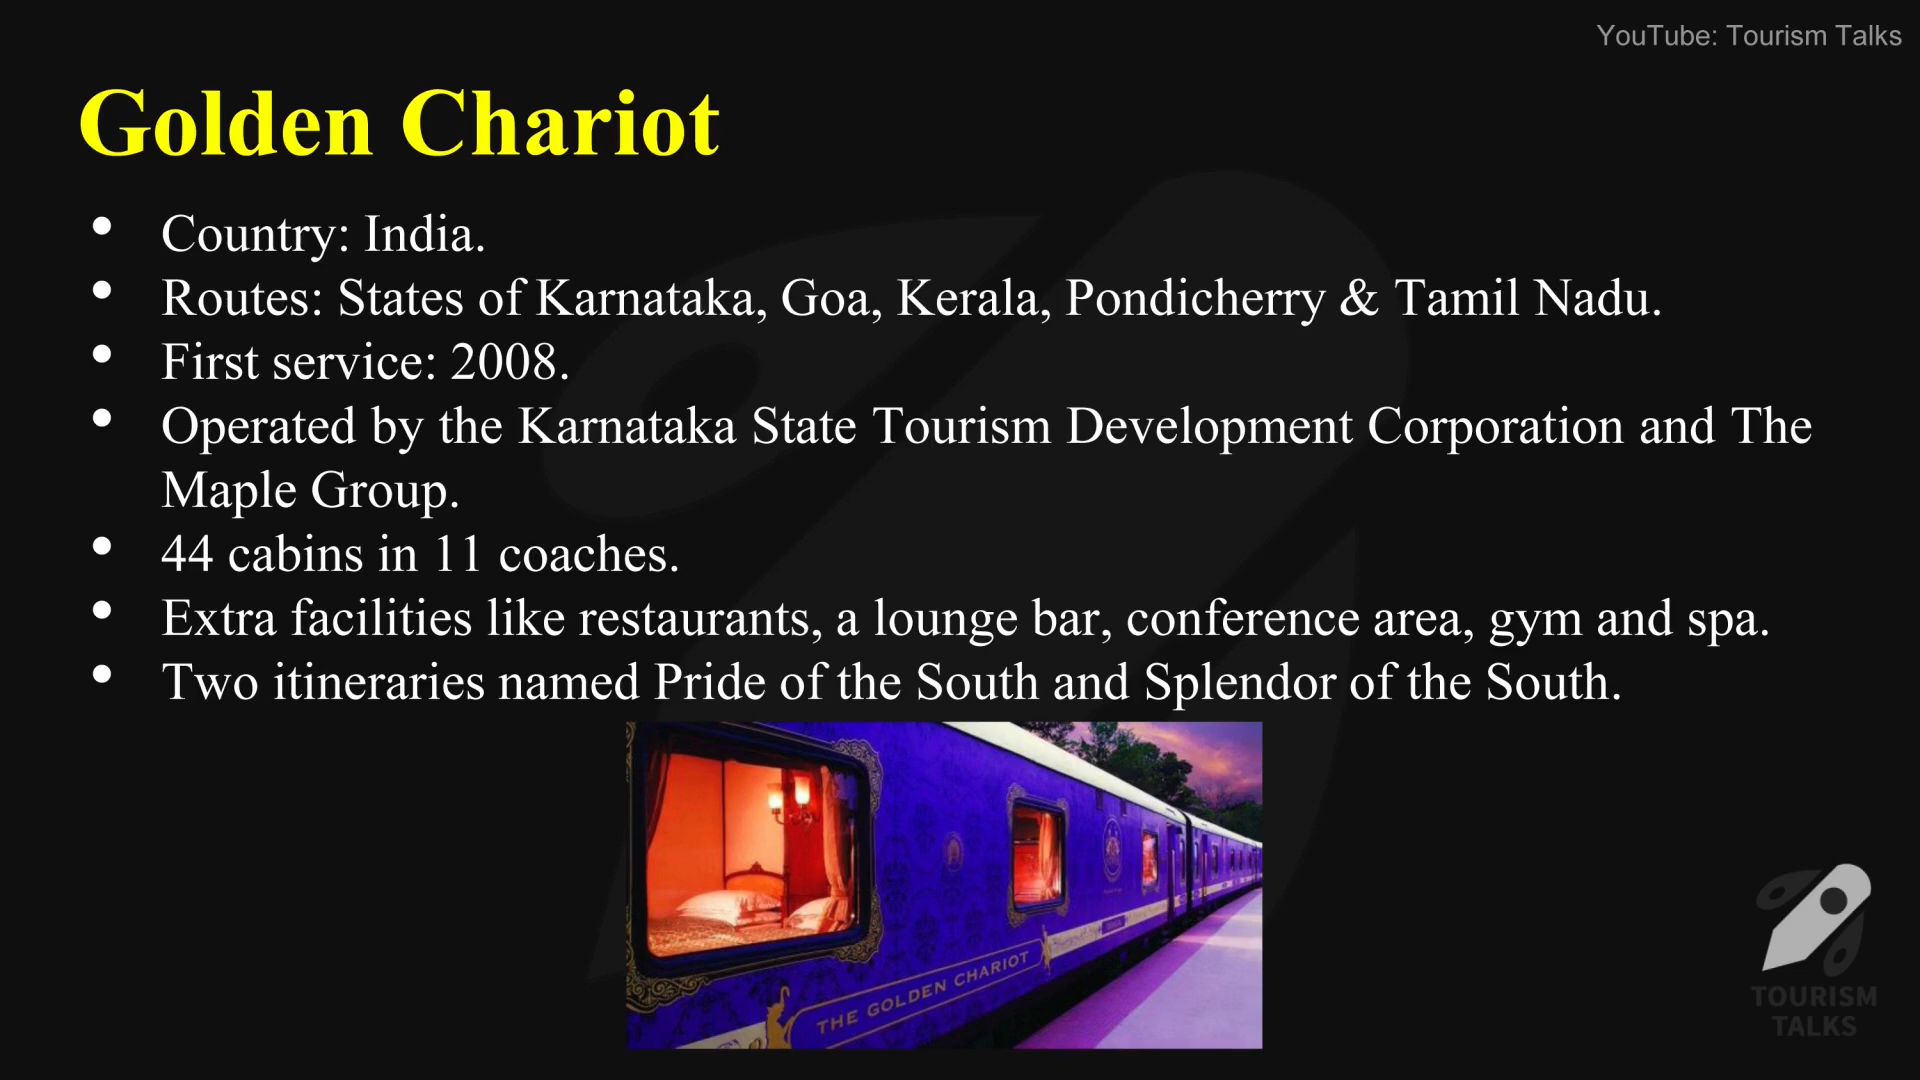 YouTube: Tourism Talks
Golden Chariot
• Country: India.
• Routes: States of Karnataka, Goa, Kerala, Pondicherry & Tamil Nadu.
• First service: 2008.
• Operated by the Karnataka State Tourism Development Corporation and The
Maple Group.
• 44 cabins in 11 coaches.
• Extra facilities like restaurants, a lounge bar, conference area, gym and spa.
• Two itineraries named Pride of the South and Splendor of the South.
THE GOLDEN CHARIOT
TOURISM
TALKS